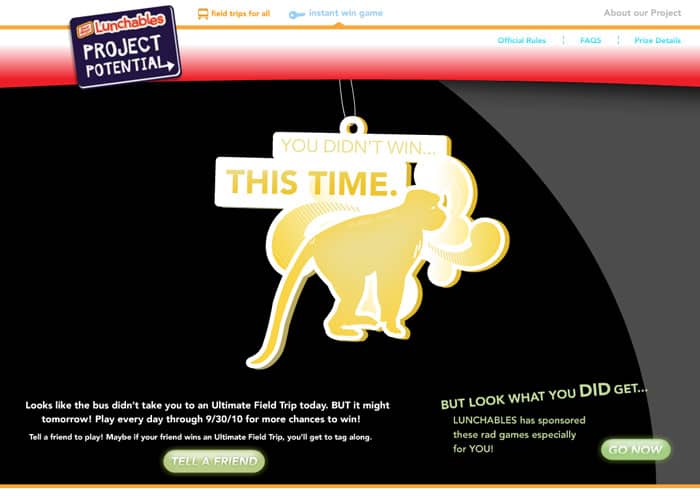 Lunchables
PROJECT
POTENTIAL
field trips for all
instant win game
About our Project
Official Rules
FAQS
Prize Details
YOU DIDN'T WIN...
THIS TIME.
Looks like the bus didn't take you to an Ultimate Field Trip today. BUT it might
tomorrow! Play every day through 9/30/10 for more chances to win!
Tell a friend to play! Maybe if your friend wins an Ultimate Field Trip, you'll get to tag along.
TELL A FRIEND
BUT LOOK WHAT YOU DID GET...
LUNCHABLES has sponsored
these rad games especially
for YOU!
GO NOW